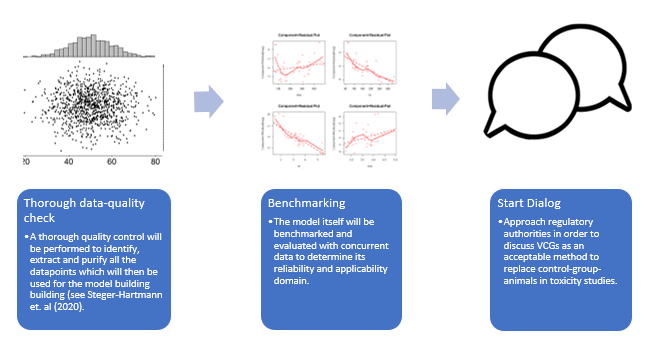 Component+Residual Plot
Component+Residual Plot
Component+Residual Plot
Component+Residual Plot
20 40 60 80
Thorough data-quality
check
•A thorough quality control will
be performed to identify,
extract and purify all the
datapoints which will then be
used for the model building
building (see Steger-Hartmann
et. al (2020).
Benchmarking
•The model itself will be
benchmarked and
evaluated with concurrent
data to determine its
reliability and applicability
domain.
Start Dialog
•Approach regulatory
authorities in order to
discuss VCGs as an
acceptable method to
replace control-group-
animals in toxicity studies.